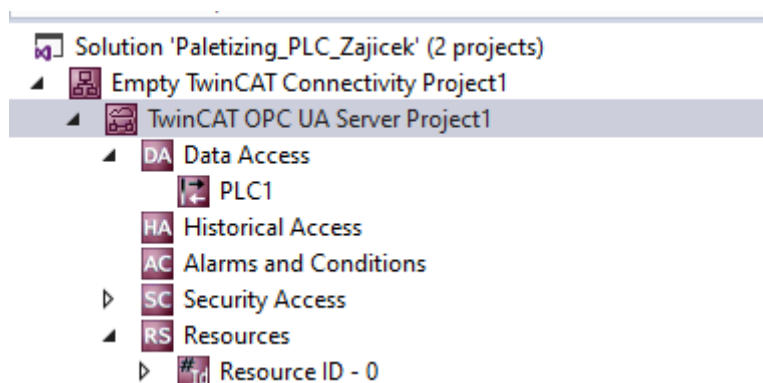 Solution 'Paletizing_PLC_Zajicek' (2 projects)
Empty TwinCAT Connectivity Project1
TwinCAT OPC UA Server Project1
DA Data Access
PLC1
HA Historical Access
AC Alarms and Conditions
SC Security Access
RS Resources
#Id Resource ID - 0